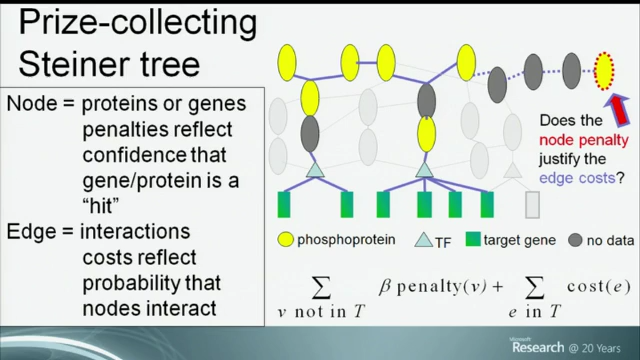 Prize-collecting
Steiner tree
Node = proteins or genes
penalties reflect
confidence that
gene/protein is a
"hit"
Edge = interactions
costs reflect
probability that
nodes interact
Does the
node penalty
justify the
edge costs?
phosphoprotein
TF
target gene
no data
∑ β penalty(v) + ∑ cost(e)
v not in T e in T
Microsoft
Research @ 20 Years